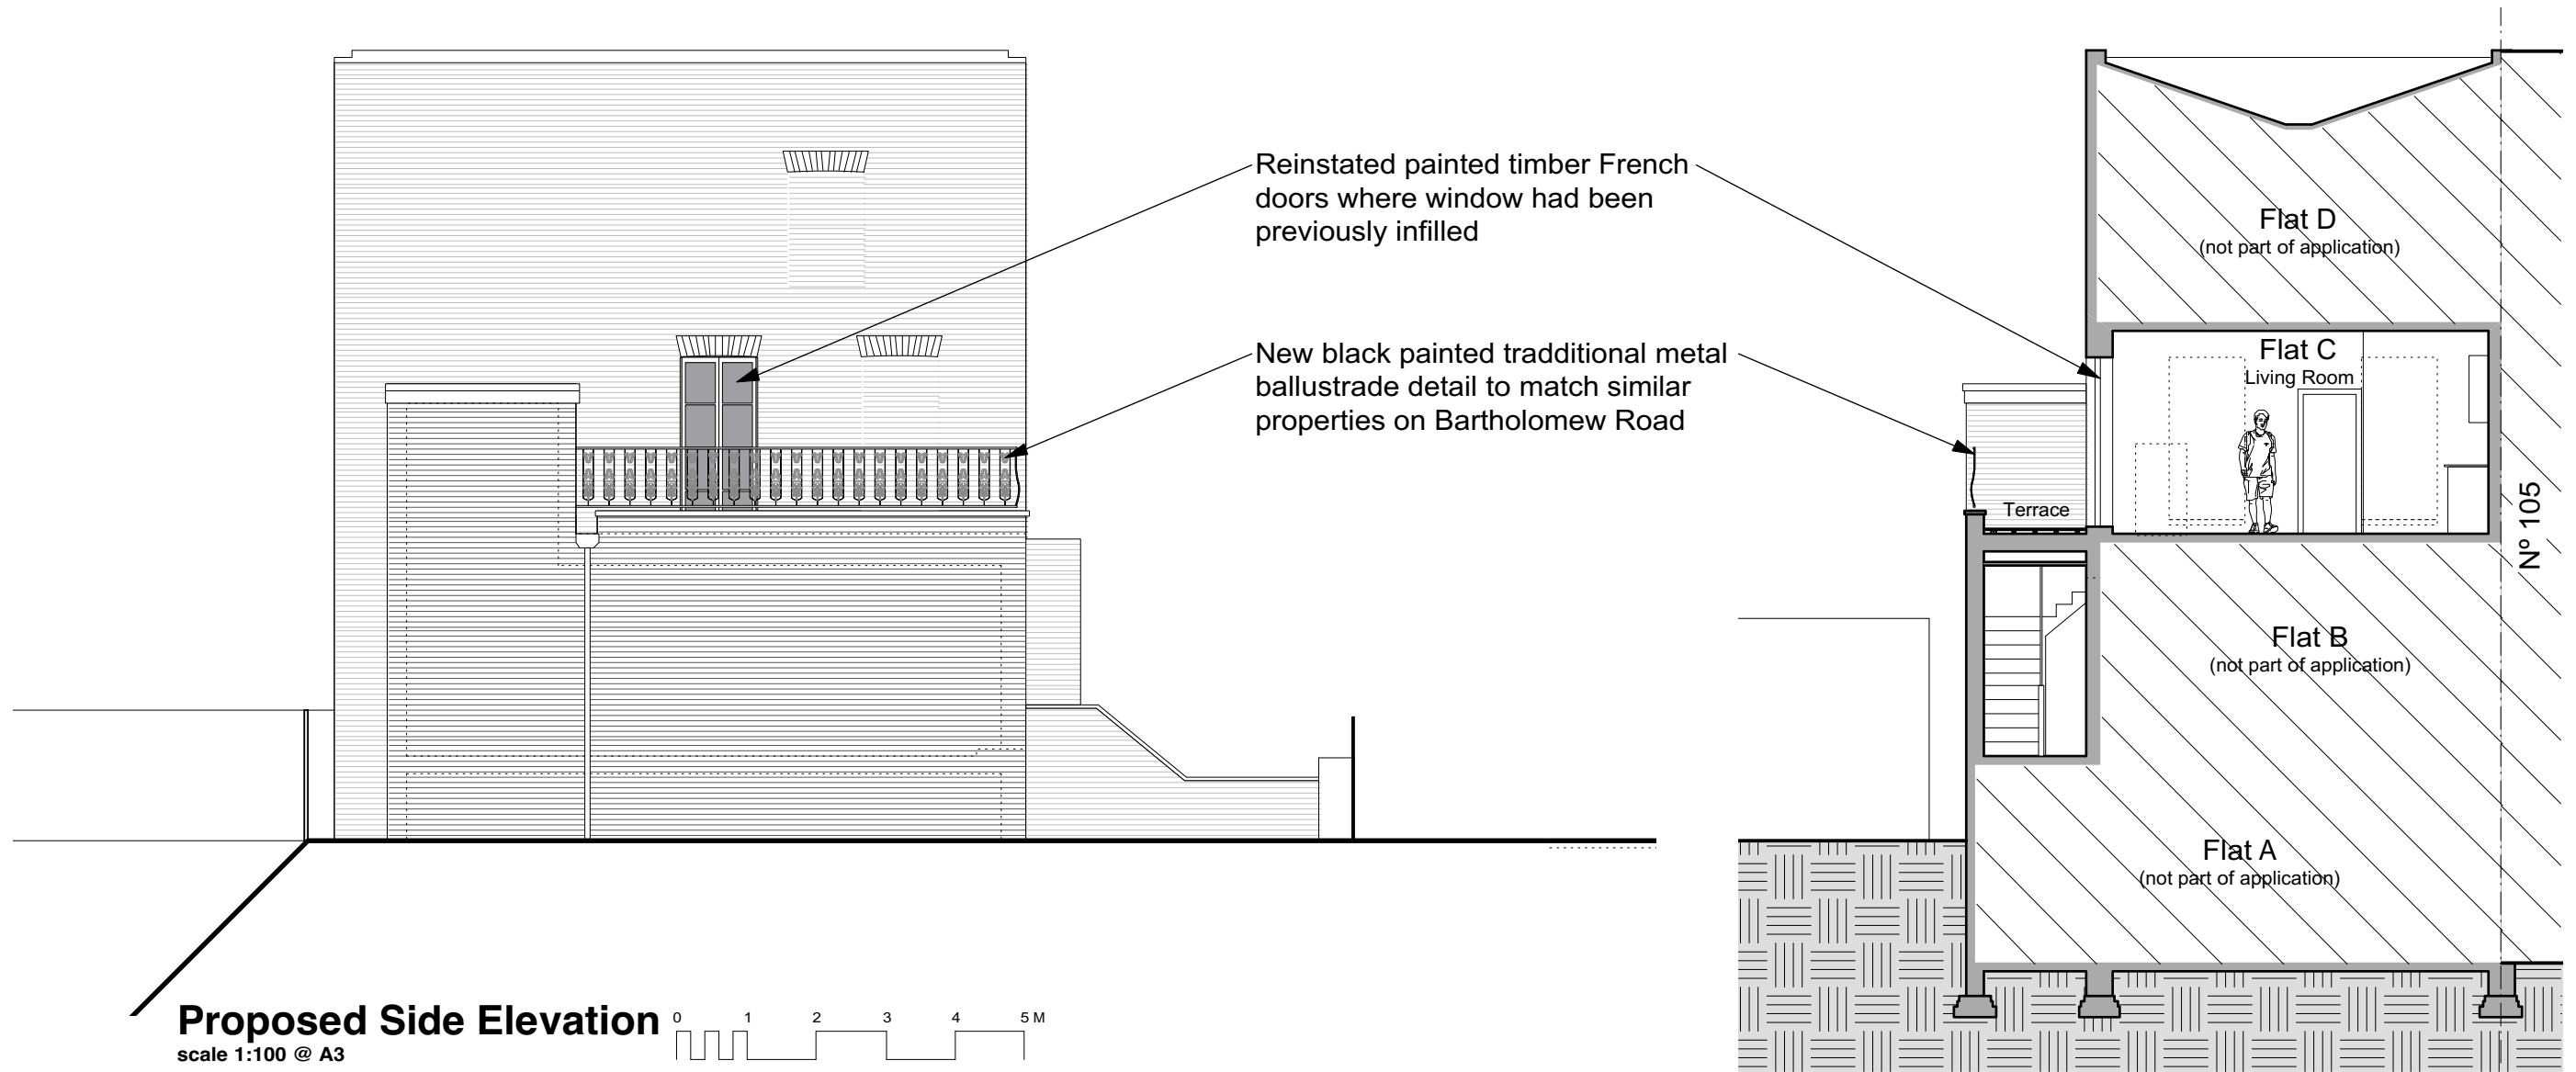 Reinstated painted timber French
doors where window had been
previously infilled
New black painted tradditional metal
ballustrade detail to match similar
properties on Bartholomew Road
Flat D
(not part of application)
Flat C
Living Room
Terrace
Nº 105
Flat B
(not part of application)
Flat A
(not part of application)
Proposed Side Elevation
scale 1:100 @ A3
0 1 2 3 4 5 M